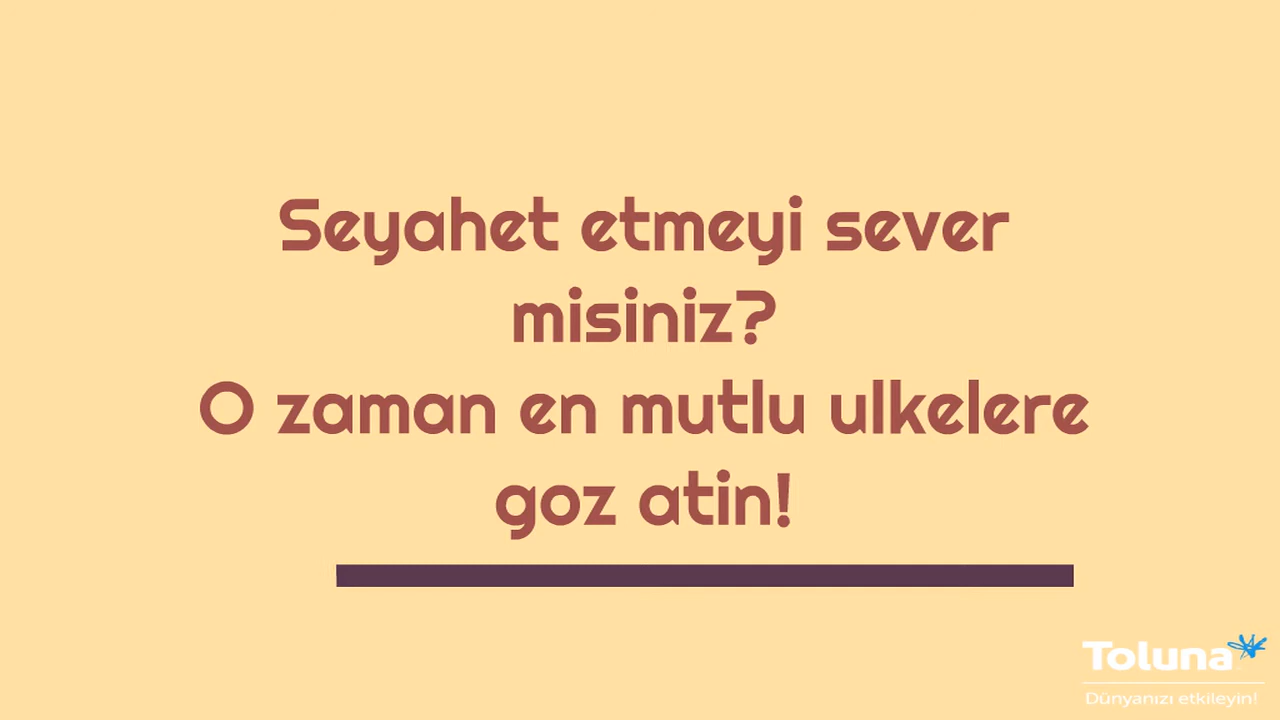 Seyahet etmeyi sever
misiniz?
O zaman en mutlu ulkelere
goz atin!
Toluna
Dünyanızı etkileyin!